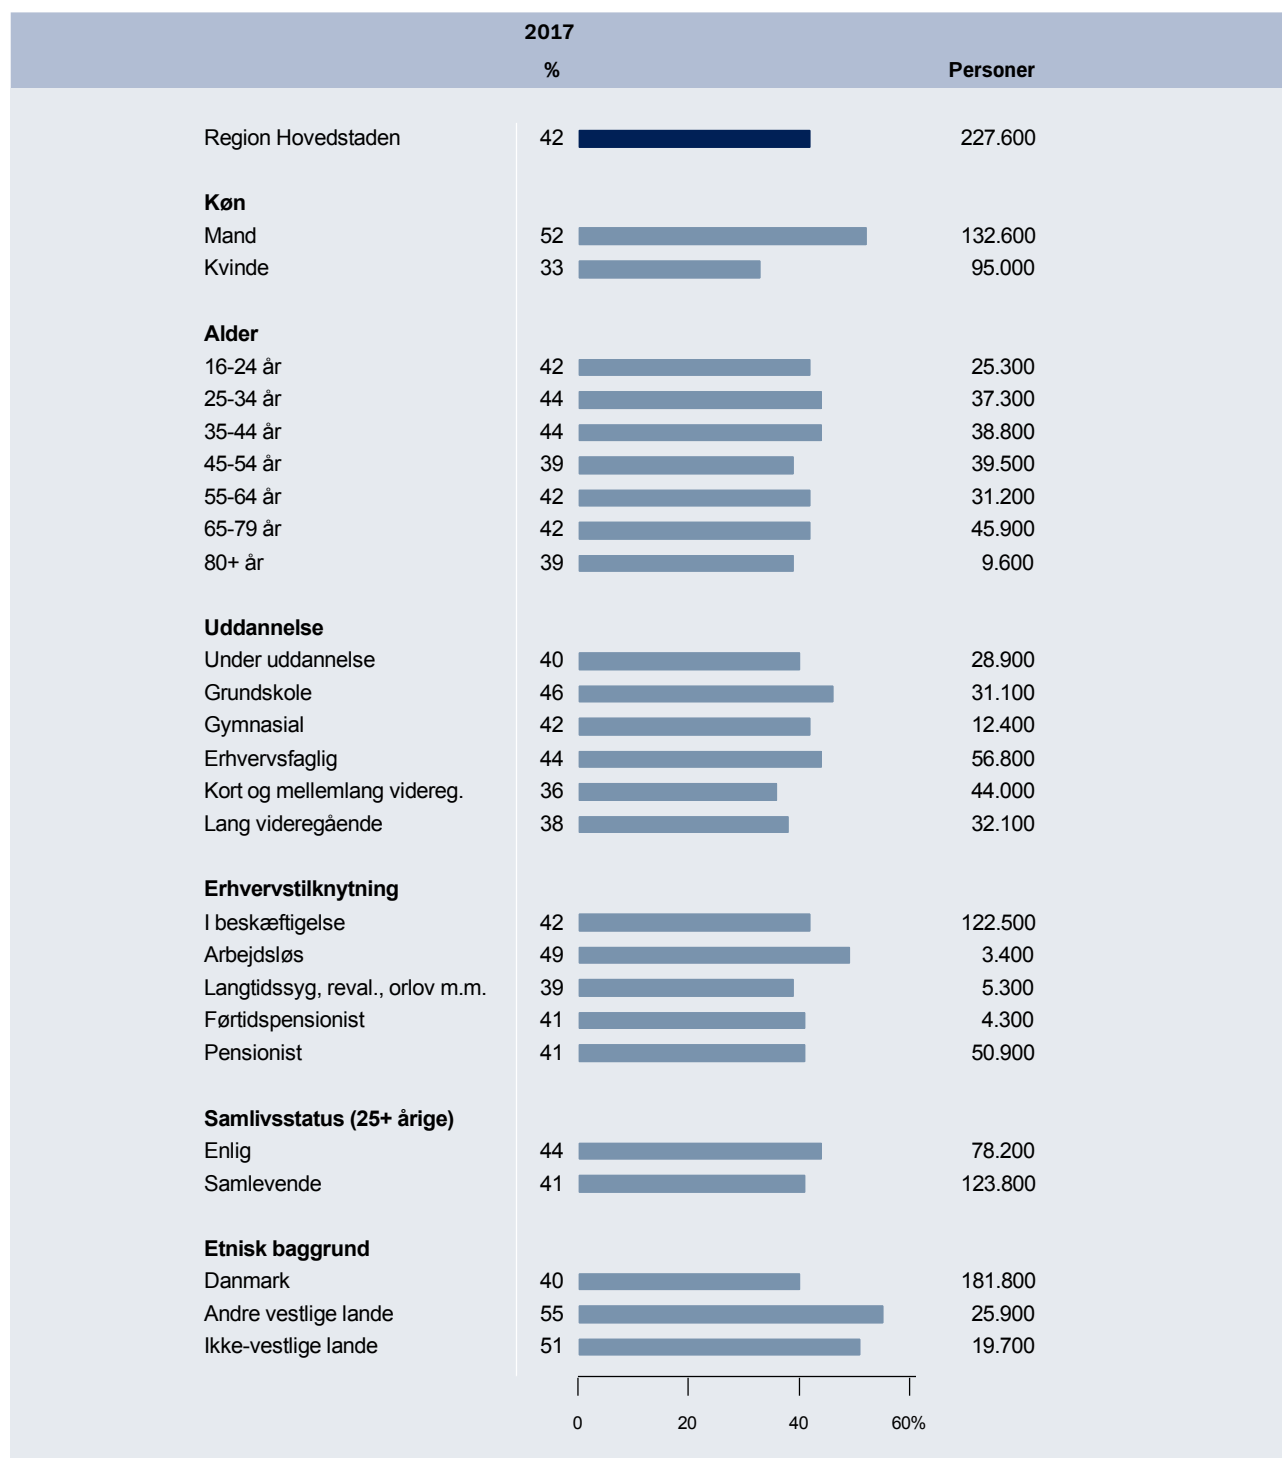 2017
% Personer
Region Hovedstaden 42 227.600
Køn
Mand 52 132.600
Kvinde 33 95.000
Alder
16-24 år 42 25.300
25-34 år 44 37.300
35-44 år 44 38.800
45-54 år 39 39.500
55-64 år 42 31.200
65-79 år 42 45.900
80+ år 39 9.600
Uddannelse
Under uddannelse 40 28.900
Grundskole 46 31.100
Gymnasial 42 12.400
Erhvervsfaglig 44 56.800
Kort og mellemlang videreg. 36 44.000
Lang videregående 38 32.100
Erhvervstilknytning
I beskæftigelse 42 122.500
Arbejdsløs 49 3.400
Langtidssyg, reval., orlov m.m. 39 5.300
Førtidspensionist 41 4.300
Pensionist 41 50.900
Samlivsstatus (25+ årige)
Enlig 44 78.200
Samlevende 41 123.800
Etnisk baggrund
Danmark 40 181.800
Andre vestlige lande 55 25.900
Ikke-vestlige lande 51 19.700
0 20 40 60%